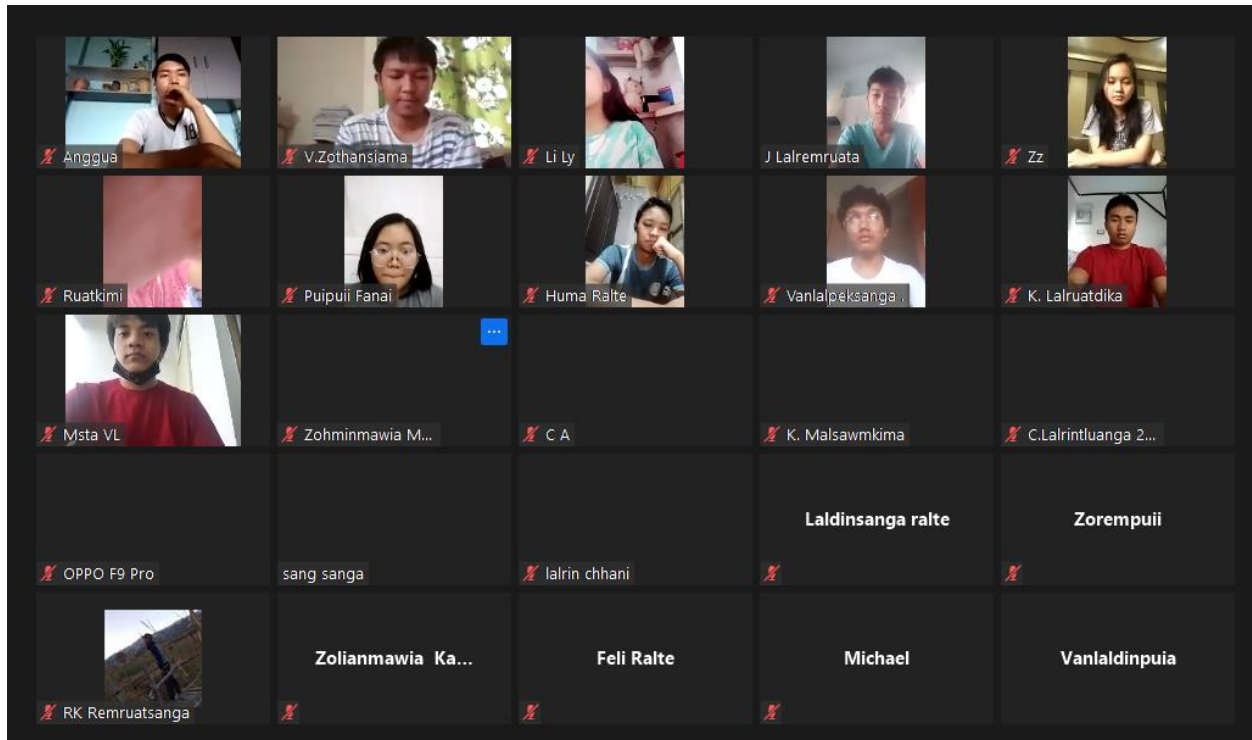 Anggua
V.Zothansiama
Li Ly
J Lalremruata
Zz
Ruatkimi
Puipuii Fanai
Huma Ralte
Vanlalpeksanga .
K. Lalruatdika
Msta VL
Zohminmawia M...
C A
K. Malsawmkima
C.Lalrintluanga 2...
OPPO F9 Pro
sang sanga
lalrin chhani
Laldinsanga ralte
Zorempuii
RK Remruatsanga
Zolianmawia Ka...
Feli Ralte
Michael
Vanlaldinpuia